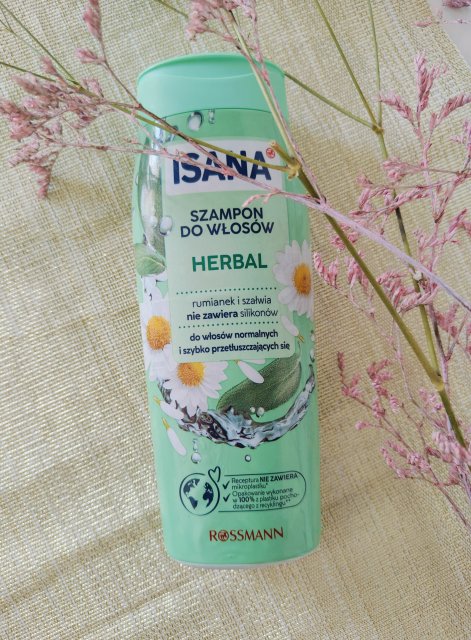 ISANA
SZAMPON
DO WŁOSÓW
HERBAL
rumianek i szałwia
nie zawiera silikonów
do włosów normalnych
i szybko przetłuszczających się
Receptura NIE ZAWIERA
mikroplastiku*
Opakowanie wykonane
w 100% z plastiku pocho-
dzącego z recyklingu**
ROSSMANN